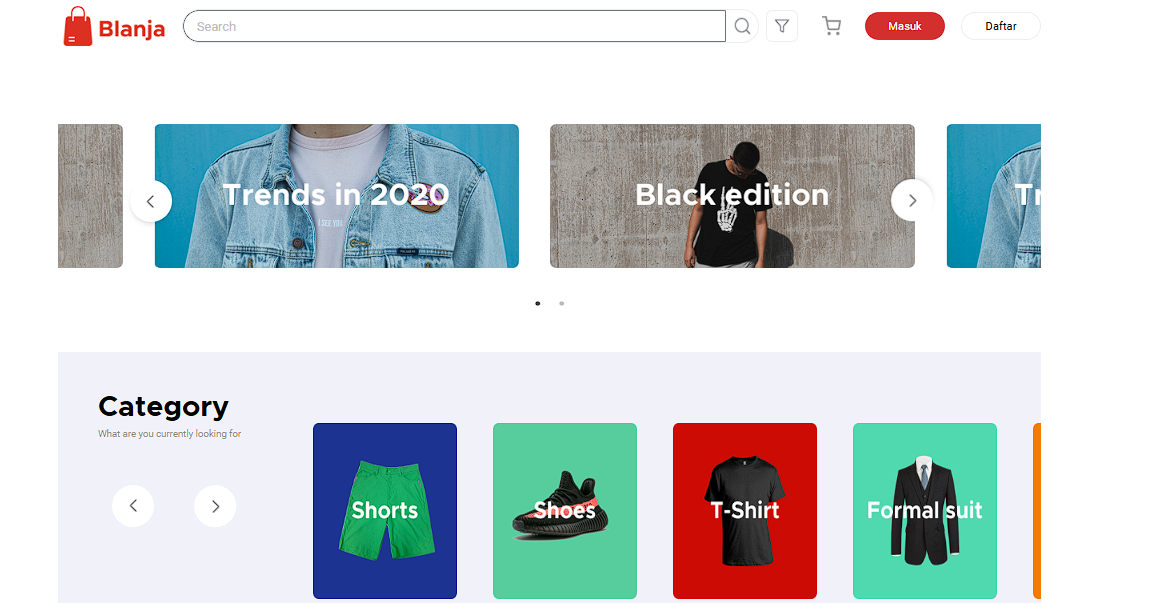 Blanja
Search
Masuk
Daftar
Trends in 2020
Black edition
Tr
Category
What are you currently looking for
Shorts
Shoes
T-Shirt
Formal suit